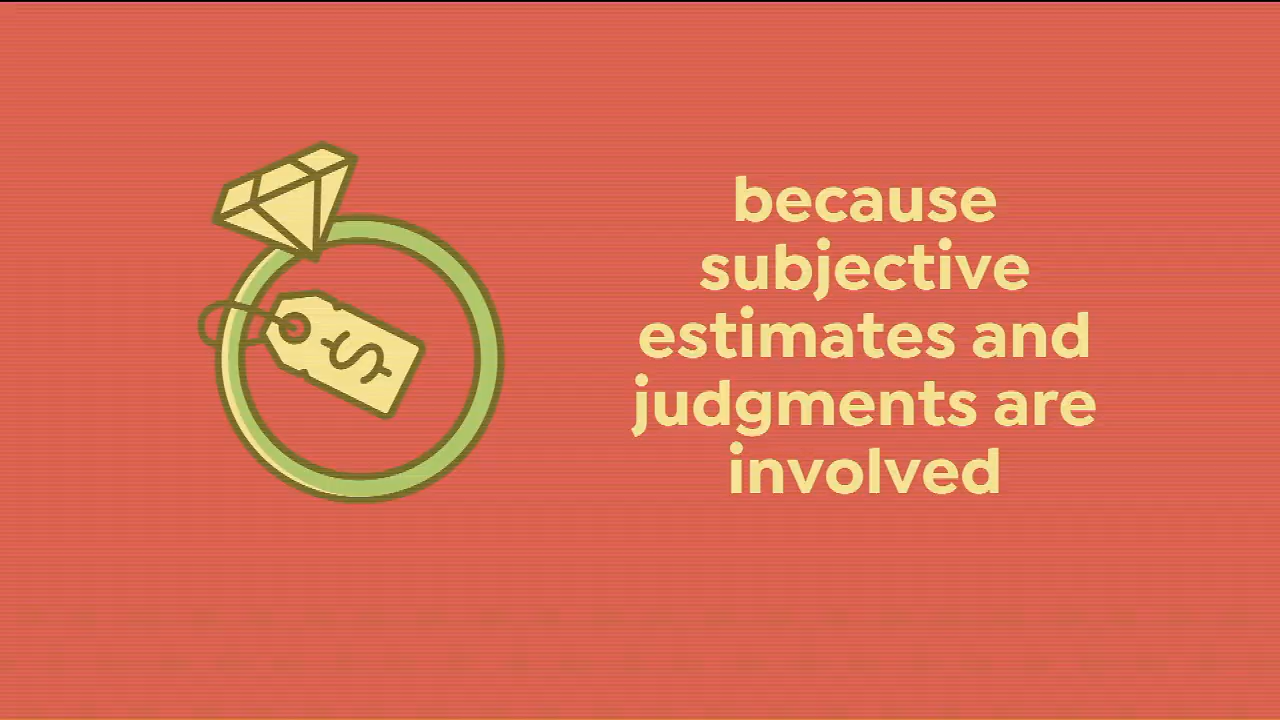 because
subjective
estimates and
judgments are
involved
$